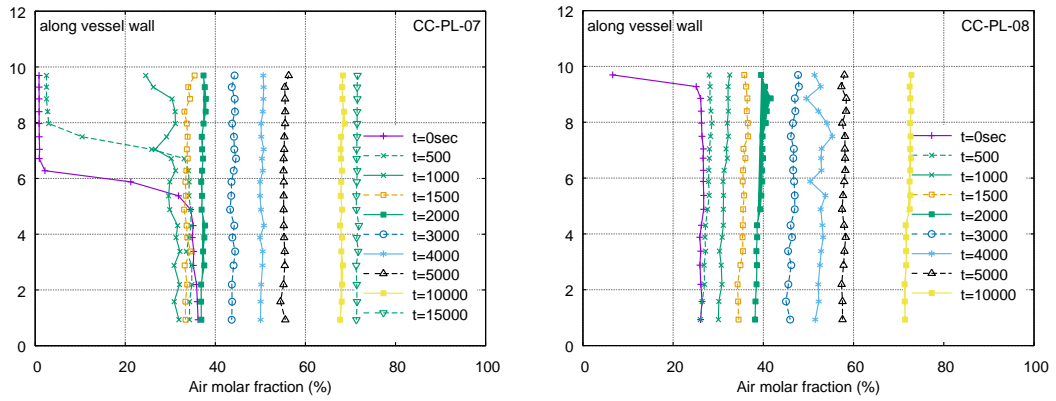 along vessel wall CC-PL-07
12
10
8
6
4
2
0
0 20 40 60 80 100
Air molar fraction (%)
t=0sec
t=500
t=1000
t=1500
t=2000
t=3000
t=4000
t=5000
t=10000
t=15000
along vessel wall CC-PL-08
12
10
8
6
4
2
0
0 20 40 60 80 100
Air molar fraction (%)
t=0sec
t=500
t=1000
t=1500
t=2000
t=3000
t=4000
t=5000
t=10000